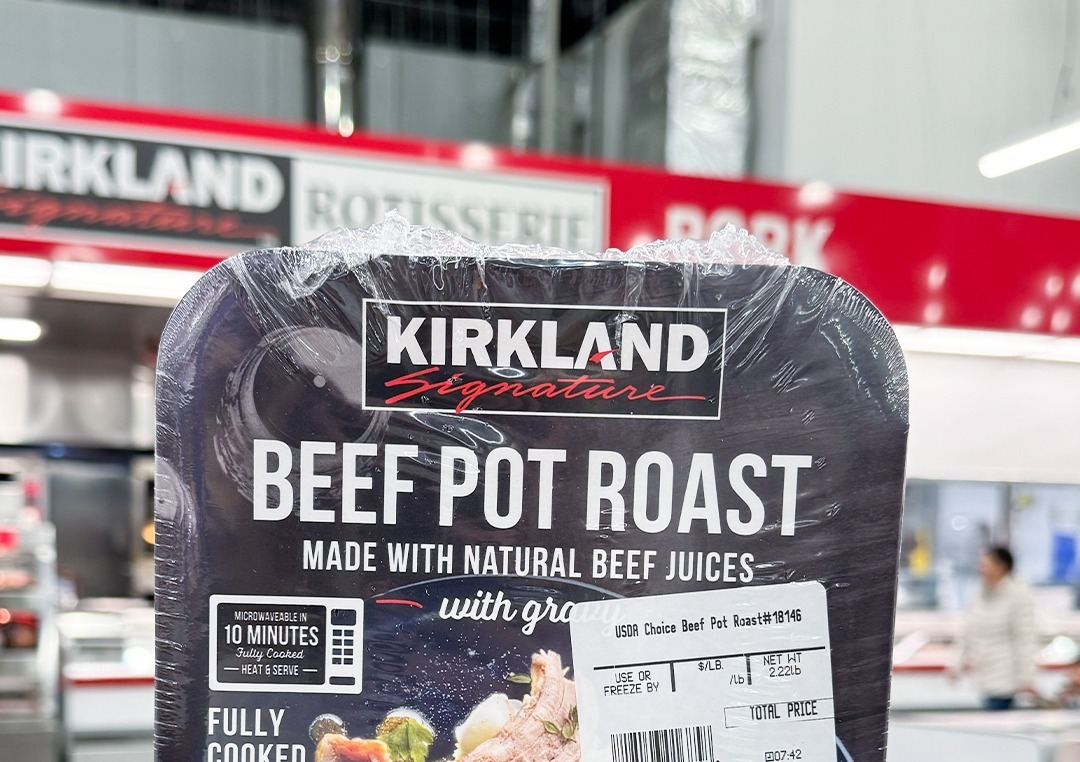 KIRKLAND
Signature
ROTISSERIE
PORK
KIRKLAND
Signature
BEEF POT ROAST
MADE WITH NATURAL BEEF JUICES
with gravy
MICROWAVEABLE IN
10 MINUTES
Fully Cooked
HEAT & SERVE
FULLY
COOKED
USDA Choice Beef Pot Roast#18146
USE OR
FREEZE BY
$/LB.
/lb
NET WT
2.22lb
TOTAL PRICE
07:42